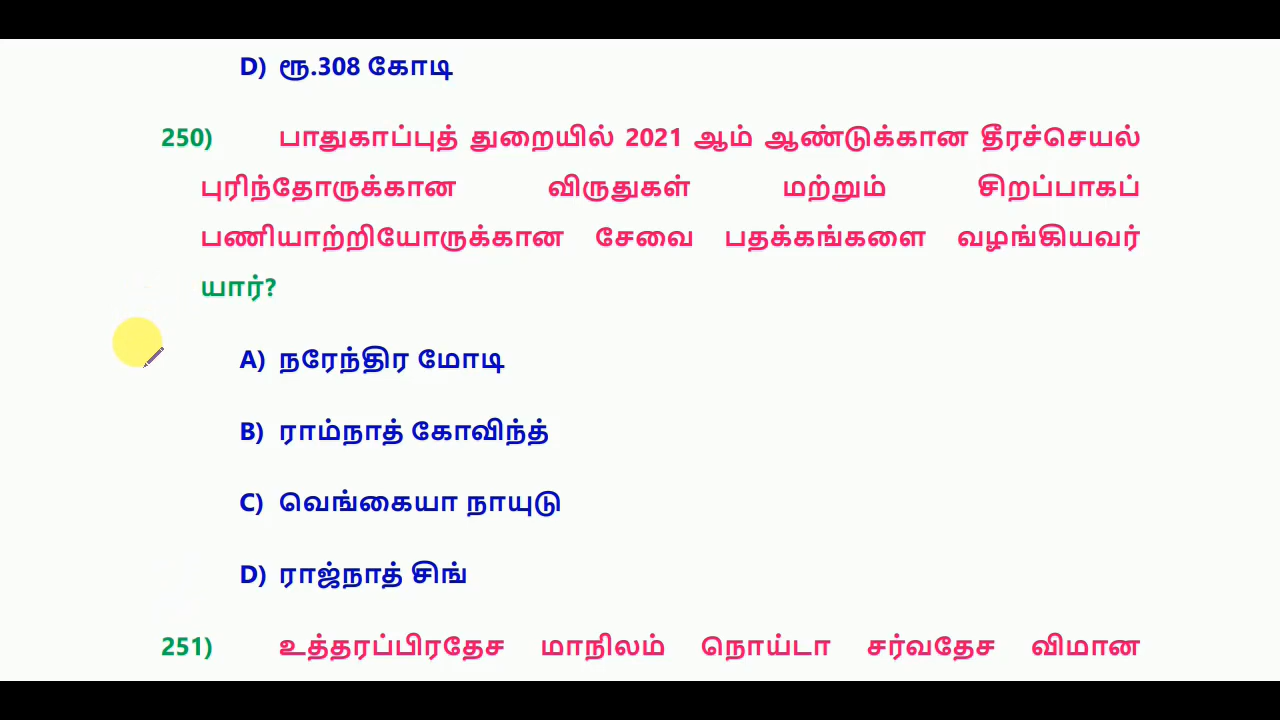 D) ரூ.308 கோடி
250) பாதுகாப்புத் துறையில் 2021 ஆம் ஆண்டுக்கான தீரச்செயல்
புரிந்தோருக்கான விருதுகள் மற்றும் சிறப்பாகப்
பணியாற்றியோருக்கான சேவை பதக்கங்களை வழங்கியவர்
யார்?
A) நரேந்திர மோடி
B) ராம்நாத் கோவிந்த்
C) வெங்கையா நாயுடு
D) ராஜ்நாத் சிங்
251) உத்தரப்பிரதேச மாநிலம் நொய்டா சர்வதேச விமான